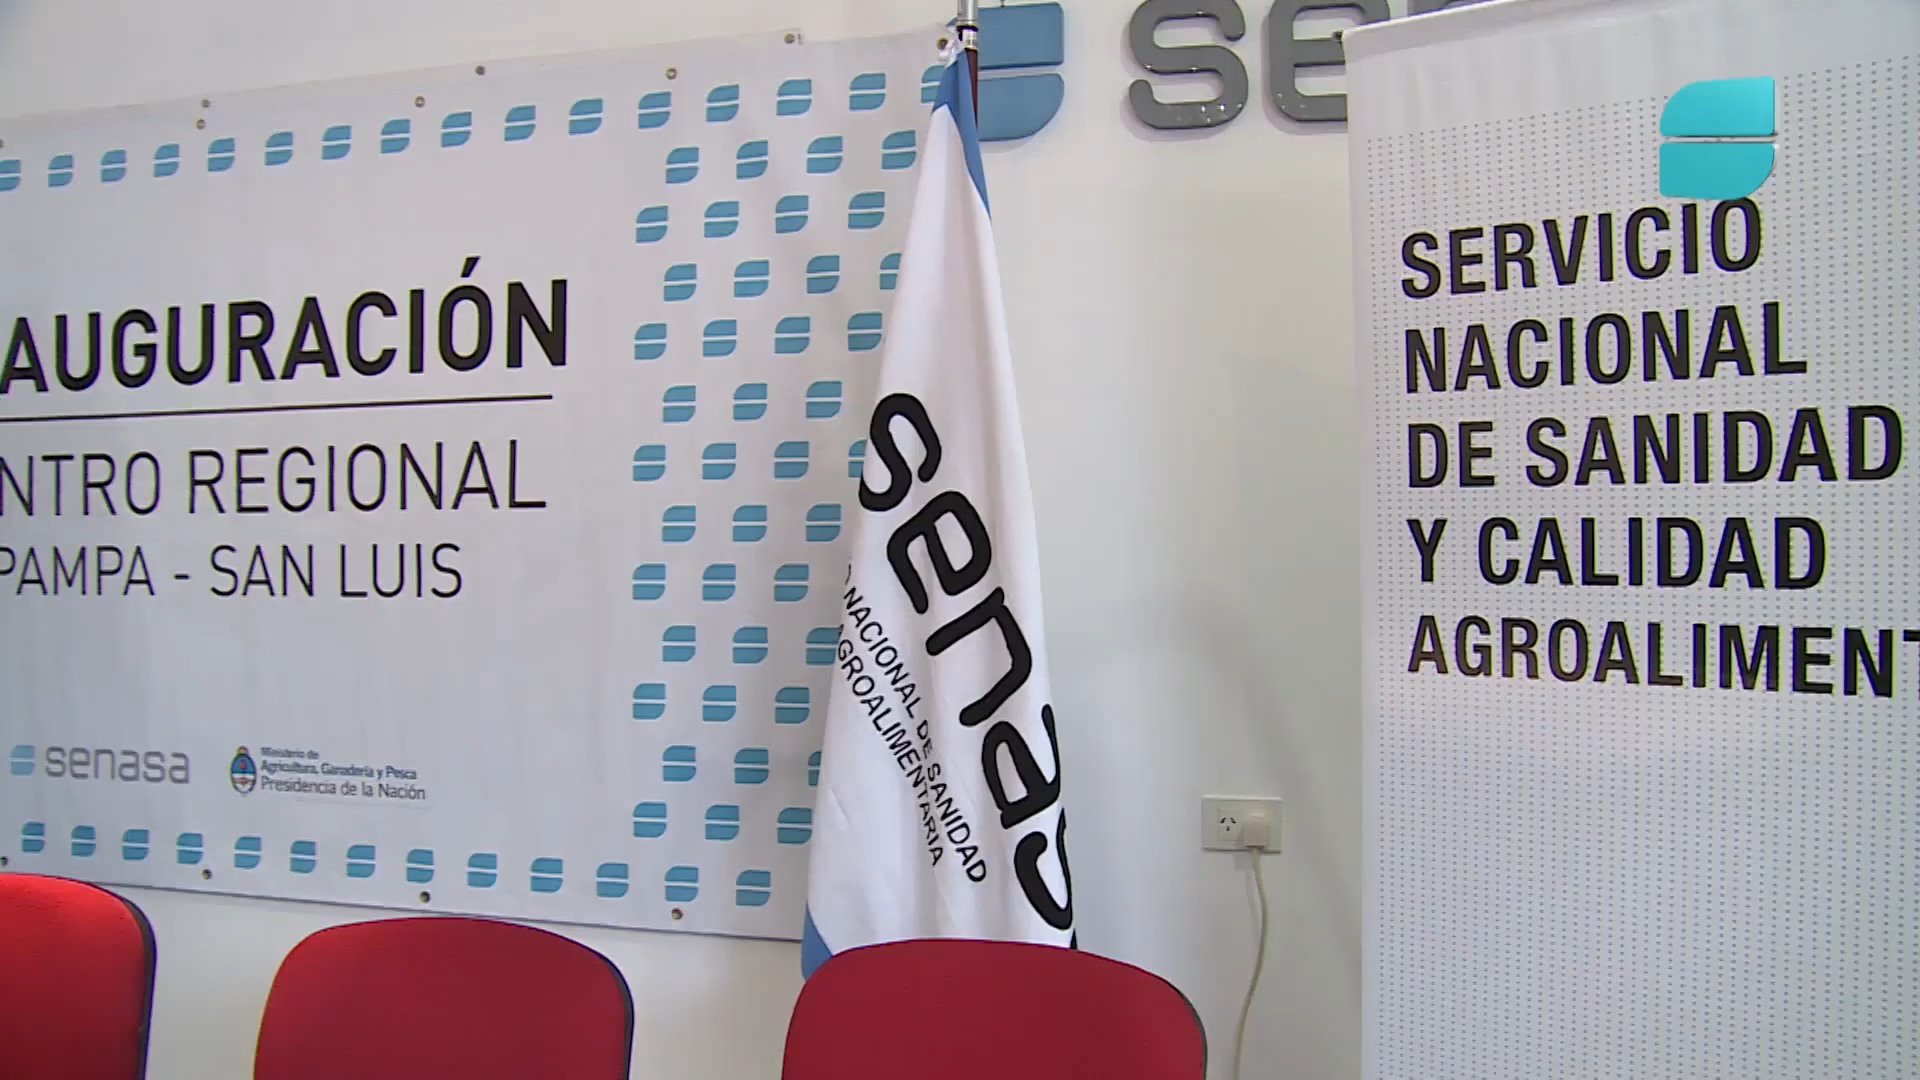 AUGURACIÓN
NTRO REGIONAL
PAMPA - SAN LUIS
senasa
Ministerio de
Agricultura, Ganadería y Pesca
Presidencia de la Nación
senas
NACIONAL DE SANIDAD
AGROALIMENTARIA
se
SERVICIO
NACIONAL
DE SANIDAD
Y CALIDAD
AGROALIMENT